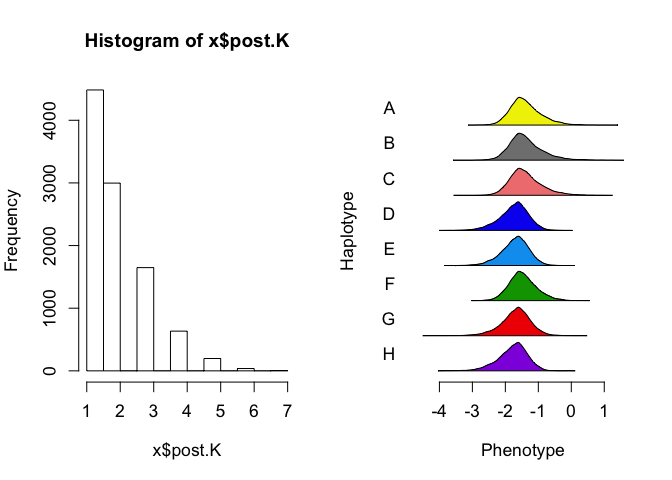 Histogram of x$post.K
Frequency
0
1000
2000
3000
4000
1 2 3 4 5 6 7
x$post.K
Haplotype
A
B
C
D
E
F
G
H
-4 -3 -2 -1 0 1
Phenotype